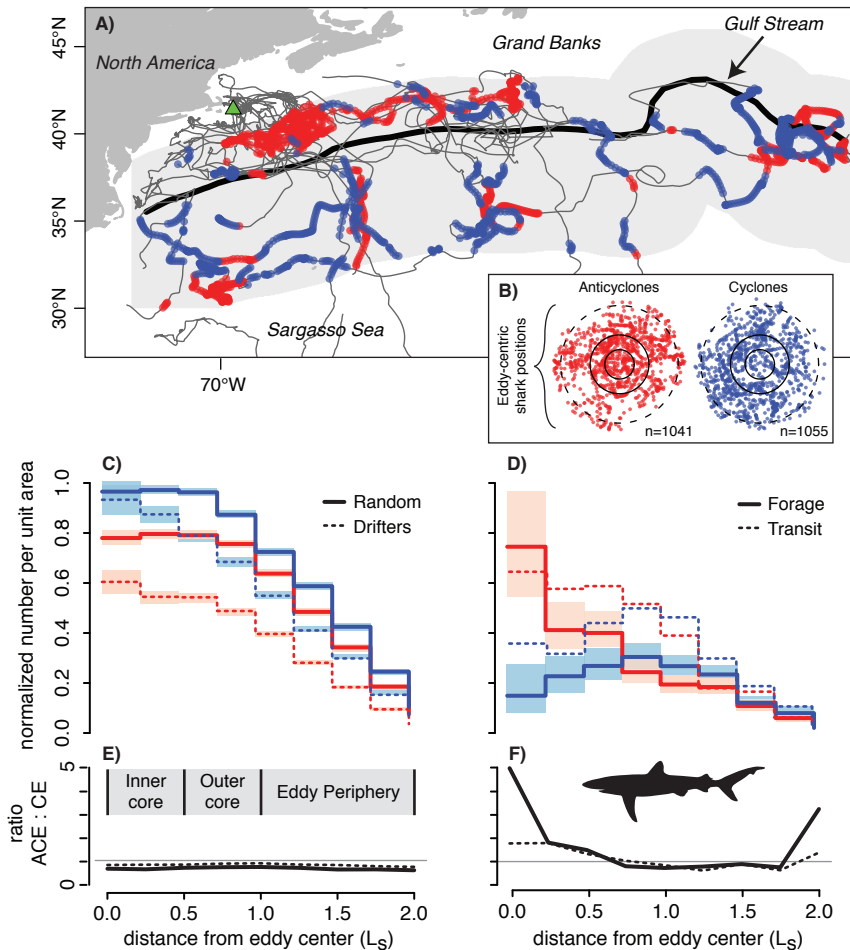 A)
45°N
40°N
35°N
30°N
North America
Grand Banks
Gulf Stream
Sargasso Sea
70°W
B)
Anticyclones
Cyclones
Eddy-centric
shark positions
n=1041
n=1055
C)
normalized number per unit area
1.0
0.8
0.6
0.4
0.2
0.0
Random
Drifters
D)
Forage
Transit
E)
ratio
ACE : CE
5
1
0
Inner
core
Outer
core
Eddy Periphery
0.0 0.5 1.0 1.5 2.0
distance from eddy center (Ls)
F)
0.0 0.5 1.0 1.5 2.0
distance from eddy center (Ls)